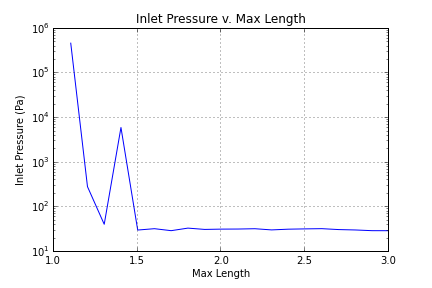 Inlet Pressure v. Max Length
10^6
10^5
10^4
10^3
10^2
10^1
Inlet Pressure (Pa)
1.0 1.5 2.0 2.5 3.0
Max Length